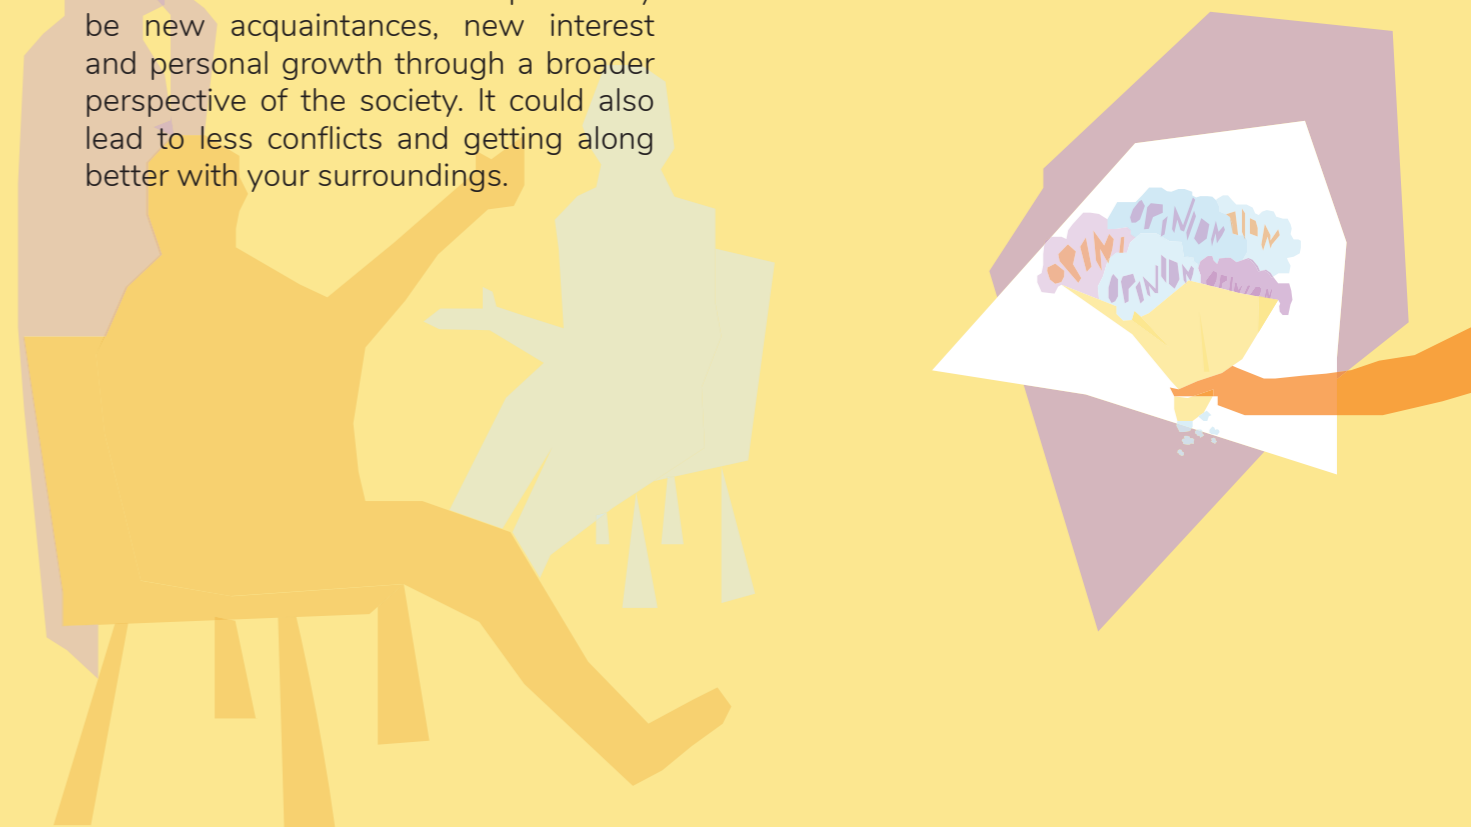 be new acquaintances, new interest
and personal growth through a broader
perspective of the society. It could also
lead to less conflicts and getting along
better with your surroundings.
OPINION
OPINION
OPINION